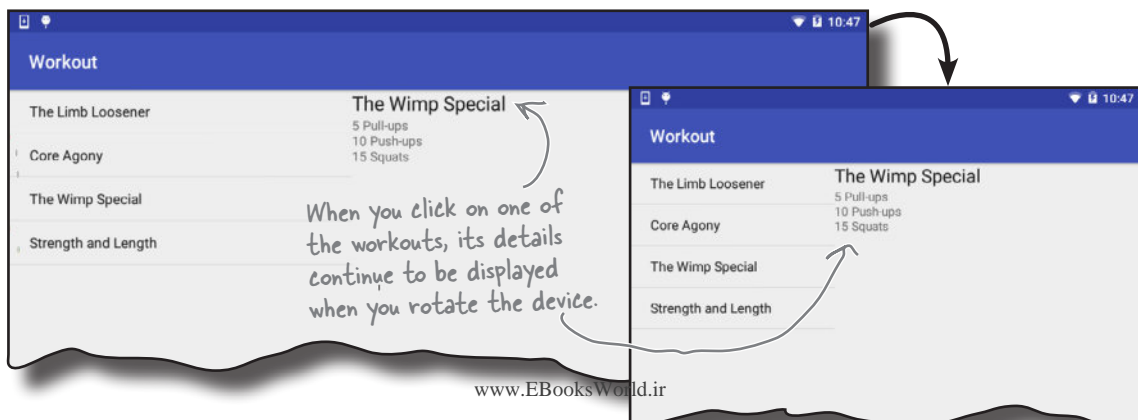 10:47
Workout
The Limb Loosener
Core Agony
The Wimp Special
Strength and Length
The Wimp Special
5 Pull-ups
10 Push-ups
15 Squats
When you click on one of
the workouts, its details
continue to be displayed
when you rotate the device.
10:47
Workout
The Limb Loosener
Core Agony
The Wimp Special
Strength and Length
The Wimp Special
5 Pull-ups
10 Push-ups
15 Squats
www.EBooksWorld.ir